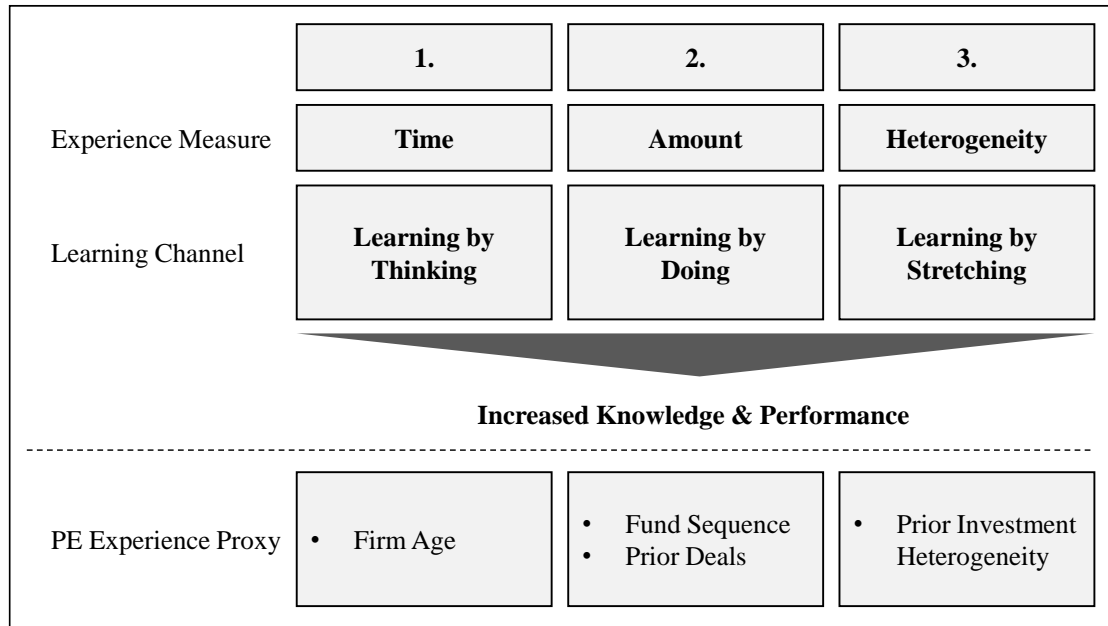 1.
2.
3.
Experience Measure
Time
Amount
Heterogeneity
Learning Channel
Learning by
Thinking
Learning by
Doing
Learning by
Stretching
Increased Knowledge & Performance
PE Experience Proxy
• Firm Age
• Fund Sequence
• Prior Deals
• Prior Investment
Heterogeneity